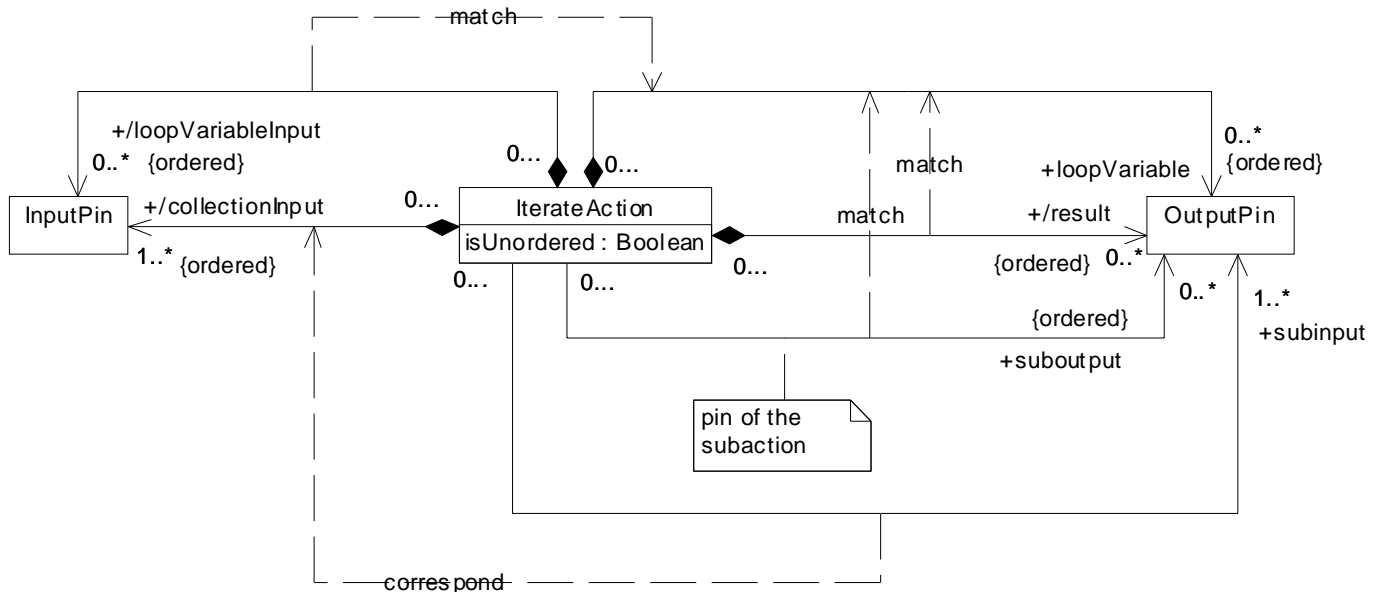 match
+/loopVariableInput
0..* {ordered}
0...
0...
0..*
{ordered}
match
+loopVariable
InputPin
+/collectionInput
0...
IterateAction
match
+/result
OutputPin
isUnordered : Boolean
1..* {ordered}
0...
0...
0...
{ordered} 0..*
0..*
1..*
{ordered}
+subinput
+suboutput
pin of the
subaction
correspond